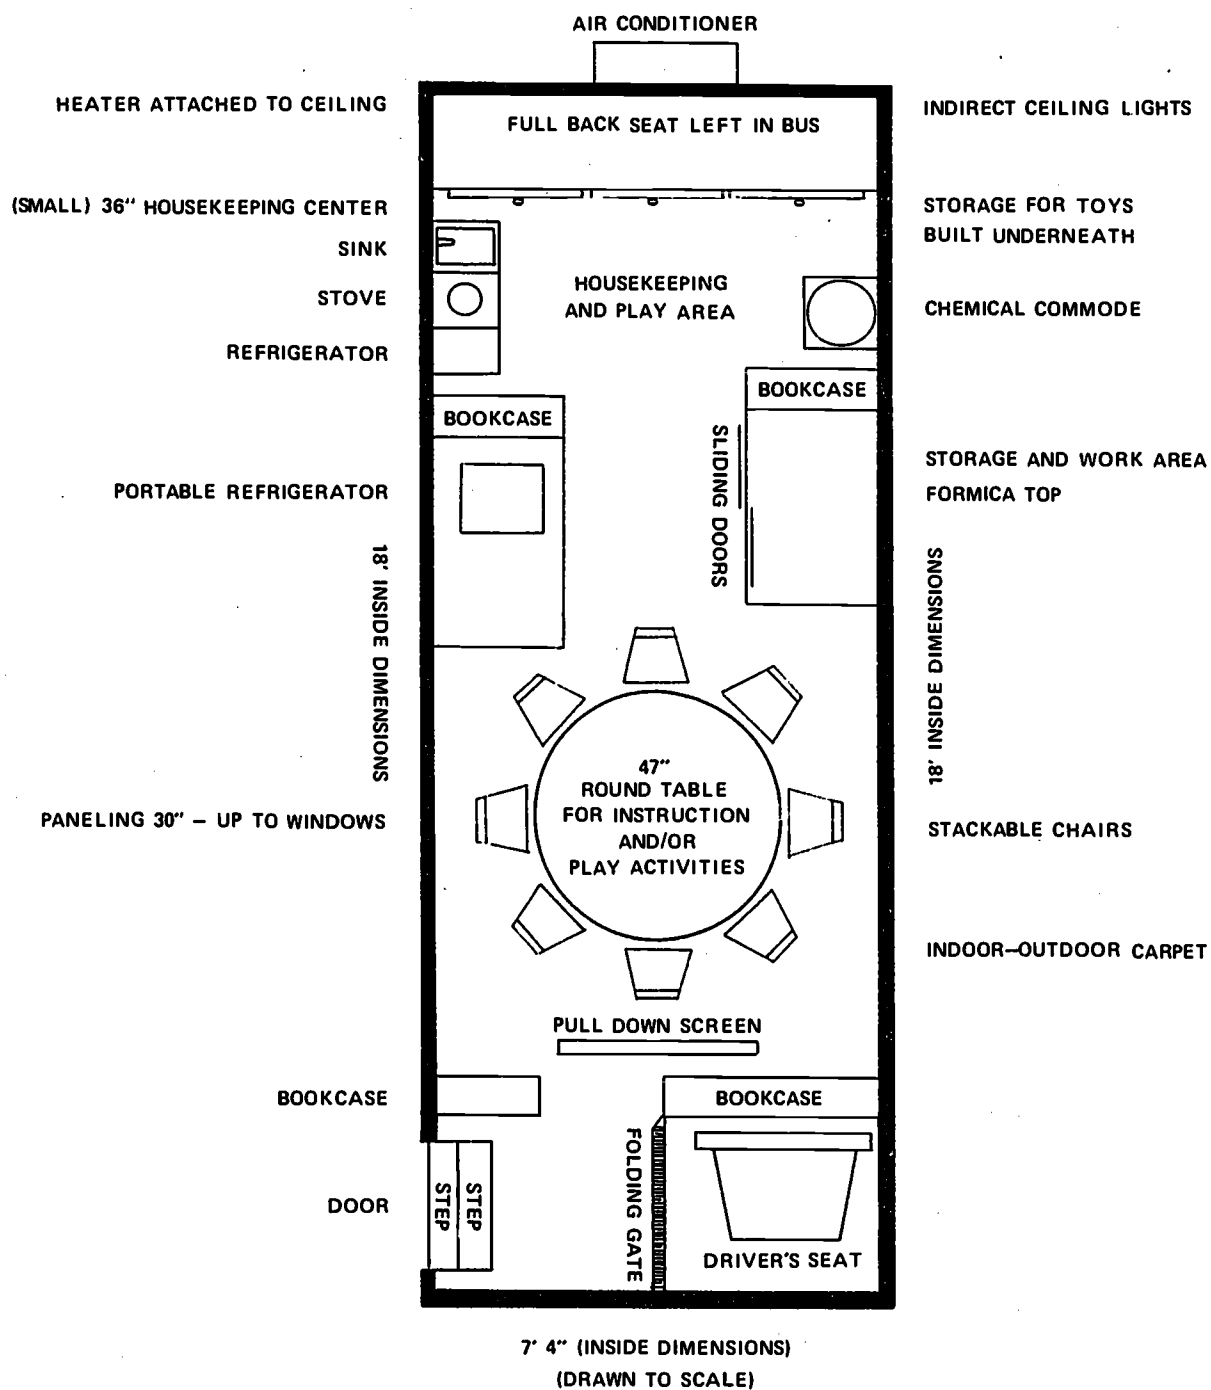 AIR CONDITIONER
HEATER ATTACHED TO CEILING
FULL BACK SEAT LEFT IN BUS
INDIRECT CEILING LIGHTS
(SMALL) 36" HOUSEKEEPING CENTER
STORAGE FOR TOYS
BUILT UNDERNEATH
SINK
HOUSEKEEPING
AND PLAY AREA
STOVE
CHEMICAL COMMODE
REFRIGERATOR
BOOKCASE
BOOKCASE
SLIDING DOORS
STORAGE AND WORK AREA
FORMICA TOP
PORTABLE REFRIGERATOR
18' INSIDE DIMENSIONS
18' INSIDE DIMENSIONS
47"
ROUND TABLE
FOR INSTRUCTION
AND/OR
PLAY ACTIVITIES
PANELING 30" – UP TO WINDOWS
STACKABLE CHAIRS
INDOOR–OUTDOOR CARPET
PULL DOWN SCREEN
BOOKCASE
BOOKCASE
DOOR
STEP
STEP
FOLDING GATE
DRIVER'S SEAT
7' 4" (INSIDE DIMENSIONS)
(DRAWN TO SCALE)